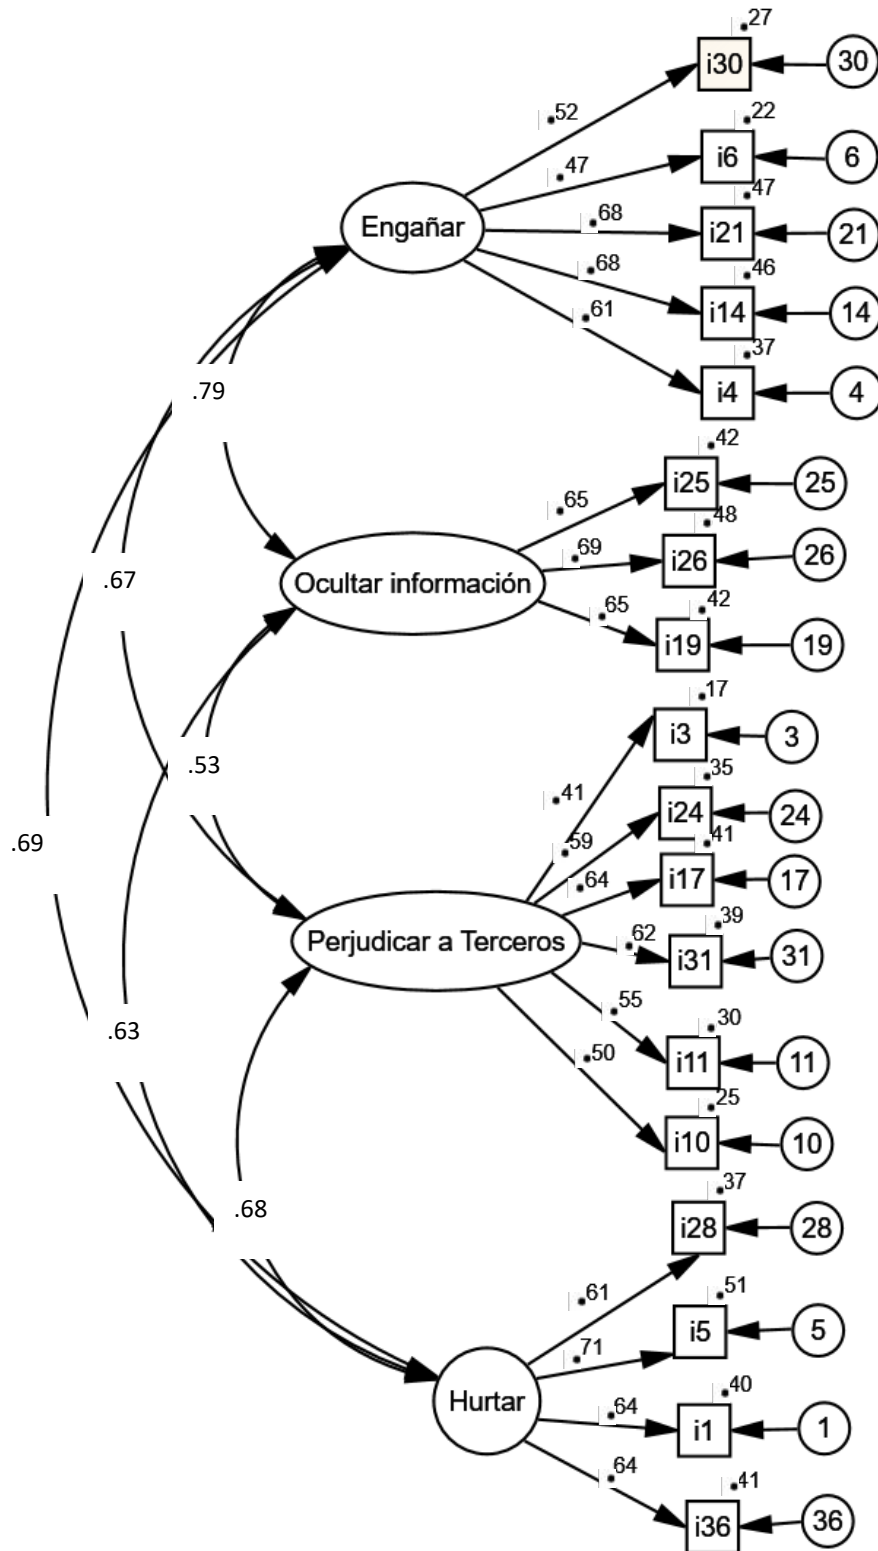 .27
i30
30
.52
.22
i6
6
.47
Engañar
.47
i21
21
.68
.46
i14
14
.68
.37
i4
4
.61
.79
.42
i25
25
.65
.48
i26
26
.69
Ocultar información
.42
i19
19
.65
.67
.17
i3
3
.41
.53
.35
i24
24
.59
.41
i17
17
.64
.69
Perjudicar a Terceros
.39
i31
31
.62
.30
i11
11
.55
.63
.25
i10
10
.50
.37
i28
28
.61
.68
.51
i5
5
.71
Hurtar
.40
i1
1
.64
.41
i36
36
.64